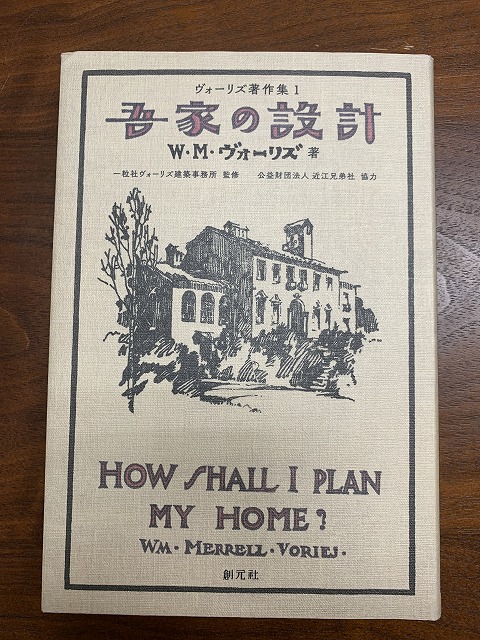 ヴォーリズ著作集 1
吾家の設計
W・M・ヴォーリズ 著
一粒社ヴォーリズ建築事務所 監修　公益財団法人 近江兄弟社 協力
HOW SHALL I PLAN
MY HOME?
WM・MERRELL・VORIES・
創元社